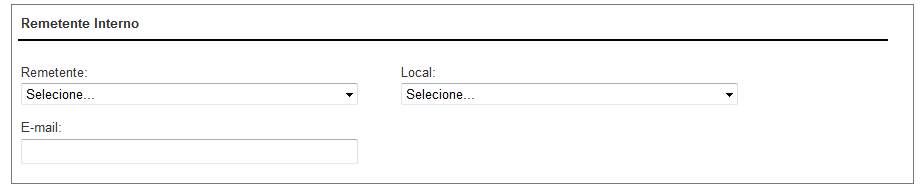 Remetente Interno
Remetente: Local:
Selecione... Selecione...
E-mail: